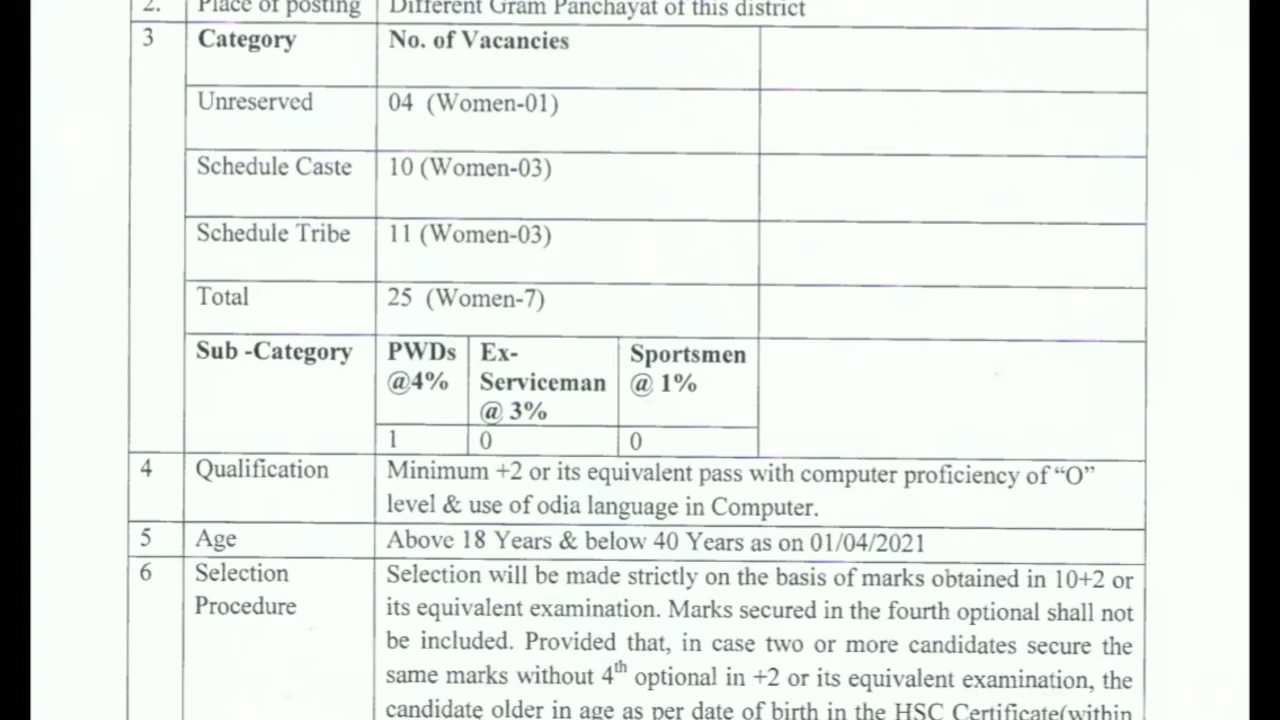 2. Place of posting Different Gram Panchayat of this district
3 Category No. of Vacancies
Unreserved 04 (Women-01)
Schedule Caste 10 (Women-03)
Schedule Tribe 11 (Women-03)
Total 25 (Women-7)
Sub -Category PWDs @4% Ex-Serviceman @ 3% Sportsmen @ 1%
1 0 0
4 Qualification Minimum +2 or its equivalent pass with computer proficiency of “O”
level & use of odia language in Computer.
5 Age Above 18 Years & below 40 Years as on 01/04/2021
6 Selection Procedure Selection will be made strictly on the basis of marks obtained in 10+2 or
its equivalent examination. Marks secured in the fourth optional shall not
be included. Provided that, in case two or more candidates secure the
same marks without 4th optional in +2 or its equivalent examination, the
candidate older in age as per date of birth in the HSC Certificate(within